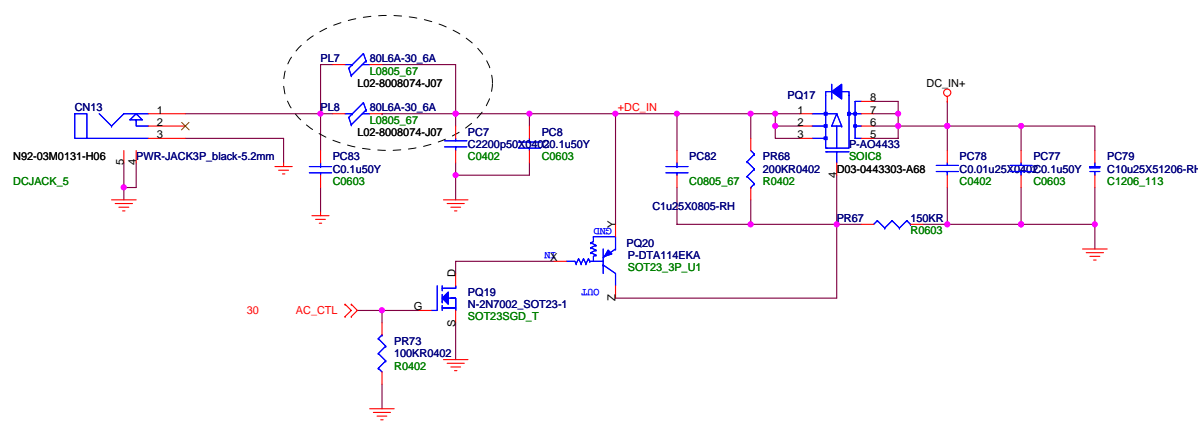 PL7
80L6A-30_6A
L0805_67
L02-8008074-J07
CN13
1
2
3
PL8
80L6A-30_6A
L0805_67
L02-8008074-J07
N92-03M0131-H06
5
4
PWR-JACK3P_black-5.2mm
DCJACK_5
PC83
C0.1u50Y
C0603
PC7
C2200p50X0402
C0402
PC8
C0.1u50Y
C0603
+DC_IN
PC82
C0805_67
C1u25X0805-RH
PR68
200KR0402
R0402
PQ17
1
2
3
8
7
6
5
4
P-AO4433
SOIC8
D03-0443303-A68
DC_IN+
PC78
C0.01u25X0402
C0402
PC77
C0.1u50Y
C0603
PC79
C10u25X51206-RH
C1206_113
PR67
150KR
R0603
Y
GND
IN
X
OUT
Z
PQ20
P-DTA114EKA
SOT23_3P_U1
D
G
S
PQ19
N-2N7002_SOT23-1
SOT23SGD_T
30
AC_CTL
PR73
100KR0402
R0402